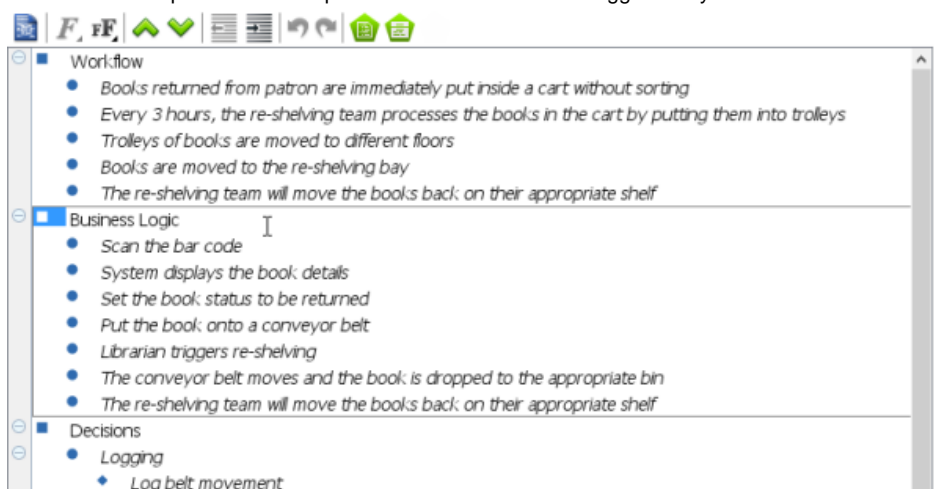 Workflow
Books returned from patron are immediately put inside a cart without sorting
Every 3 hours, the re-shelving team processes the books in the cart by putting them into trolleys
Trolleys of books are moved to different floors
Books are moved to the re-shelving bay
The re-shelving team will move the books back on their appropriate shelf
Business Logic
Scan the bar code
System displays the book details
Set the book status to be returned
Put the book onto a conveyor belt
Librarian triggers re-shelving
The conveyor belt moves and the book is dropped to the appropriate bin
The re-shelving team will move the books back on their appropriate shelf
Decisions
Logging
Log belt movement